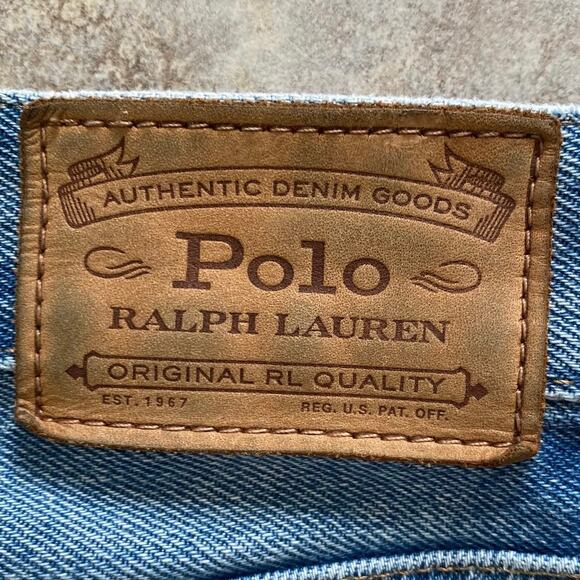 AUTHENTIC DENIM GOODS
Polo
RALPH LAUREN
ORIGINAL RL QUALITY
EST. 1967 REG. U.S. PAT. OFF.